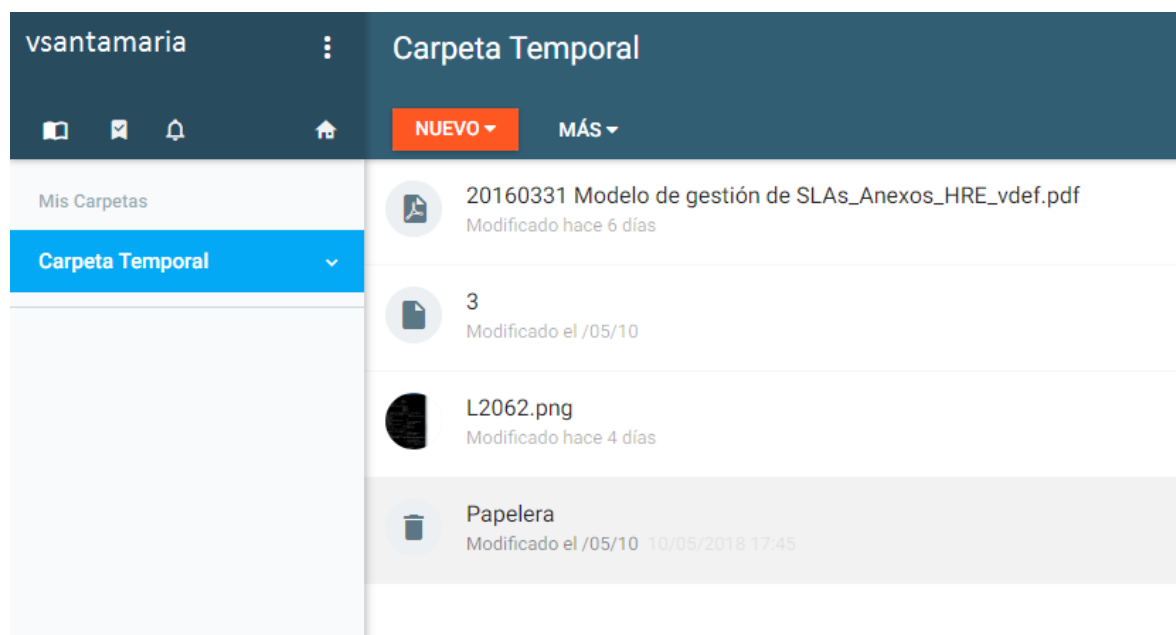 vsantamaria
Carpeta Temporal
NUEVO
MÁS
Mis Carpetas
Carpeta Temporal
20160331 Modelo de gestión de SLAs_Anexos_HRE_vdef.pdf
Modificado hace 6 días
3
Modificado el /05/10
L2062.png
Modificado hace 4 días
Papelera
Modificado el /05/10 10/05/2018 17:45